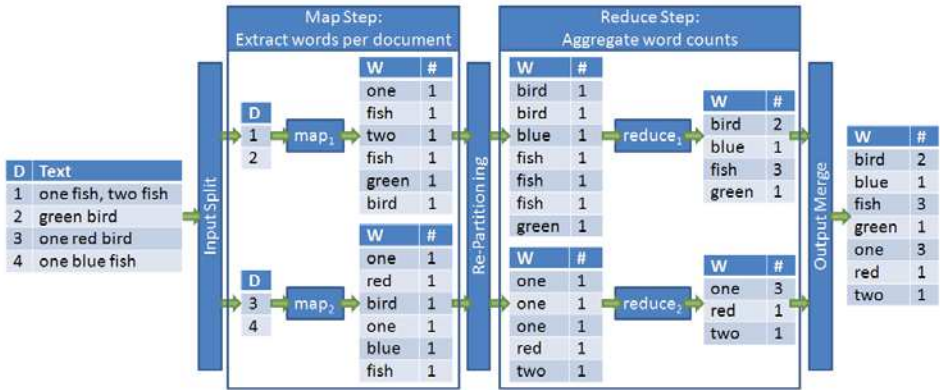 Map Step:
Extract words per document
Reduce Step:
Aggregate word counts
D Text
1 one fish, two fish
2 green bird
3 one red bird
4 one blue fish
Input Split
D
1
2
map1
W #
one 1
fish 1
two 1
fish 1
green 1
bird 1
D
3
4
map2
W #
one 1
red 1
bird 1
one 1
blue 1
fish 1
Re-Partitioning
W #
bird 1
bird 1
blue 1
fish 1
fish 1
fish 1
green 1
reduce1
W #
bird 2
blue 1
fish 3
green 1
W #
one 1
one 1
one 1
red 1
two 1
reduce2
W #
one 3
red 1
two 1
Output Merge
W #
bird 2
blue 1
fish 3
green 1
one 3
red 1
two 1